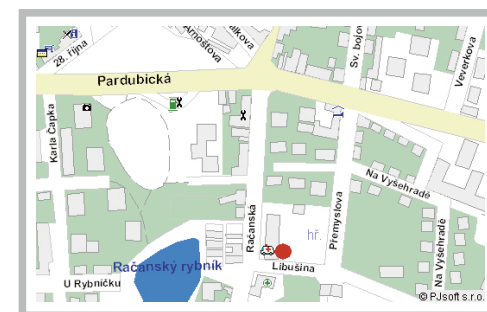 28. října
Arnoštova
Sv. bojov
Veverkova
Pardubická
Karla Čapka
Na Vyšehradě
Račanská
Přemyslova
hř.
Na Vyšehradě
Račanský rybník
Libušina
U Rybníčku
© PJsoft s.r.o.